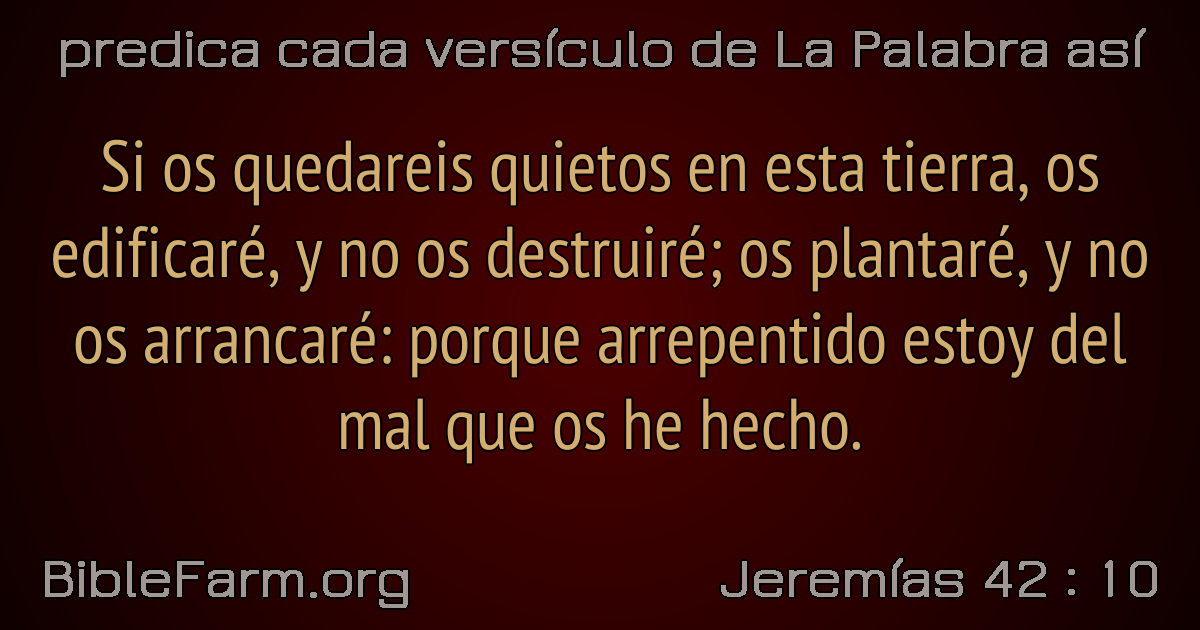 predica cada versículo de La Palabra así
Si os quedareis quietos en esta tierra, os
edificaré, y no os destruiré; os plantaré, y no
os arrancaré: porque arrepentido estoy del
mal que os he hecho.
BibleFarm.org
Jeremías 42 : 10